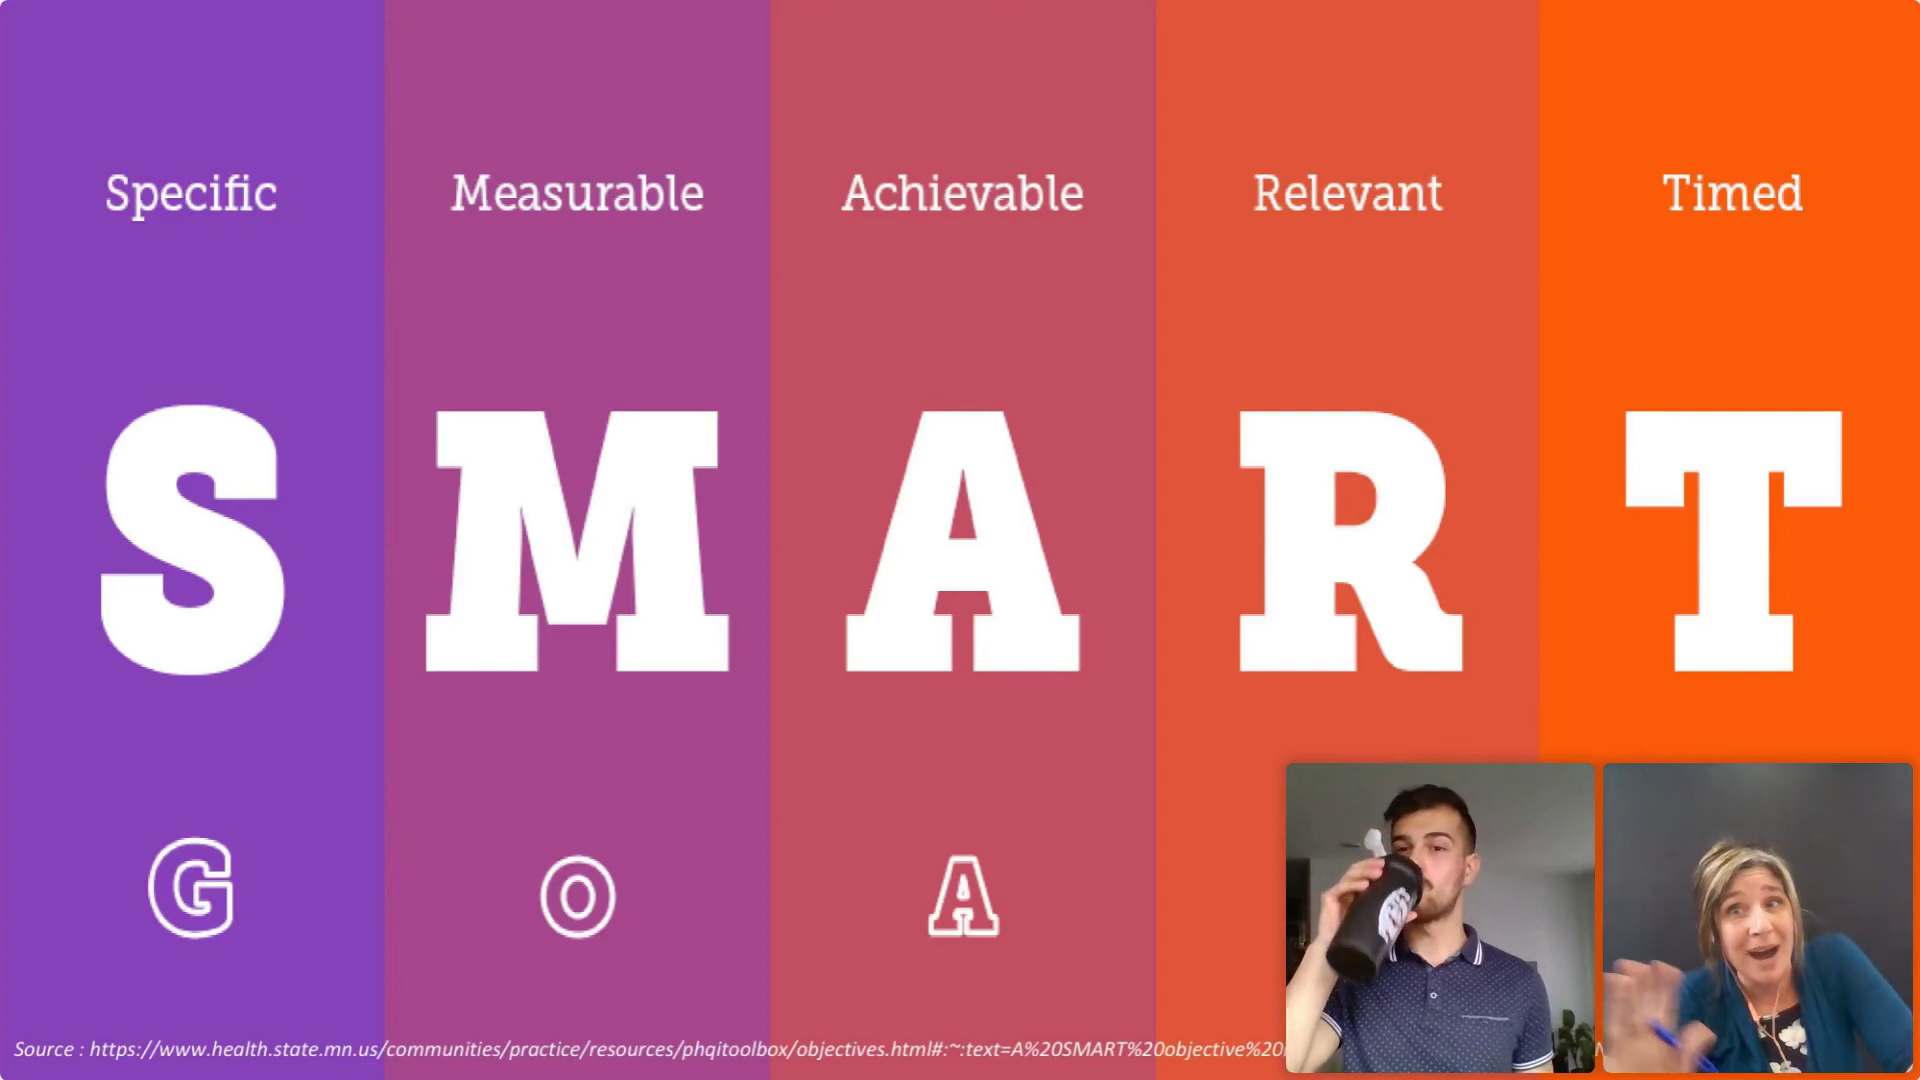 Specific Measurable Achievable Relevant Timed
S M A R T
G O A
Source : https://www.health.state.mn.us/communities/practice/resources/phqitoolbox/objectives.html#:~:text=A%20SMART%20objective%20